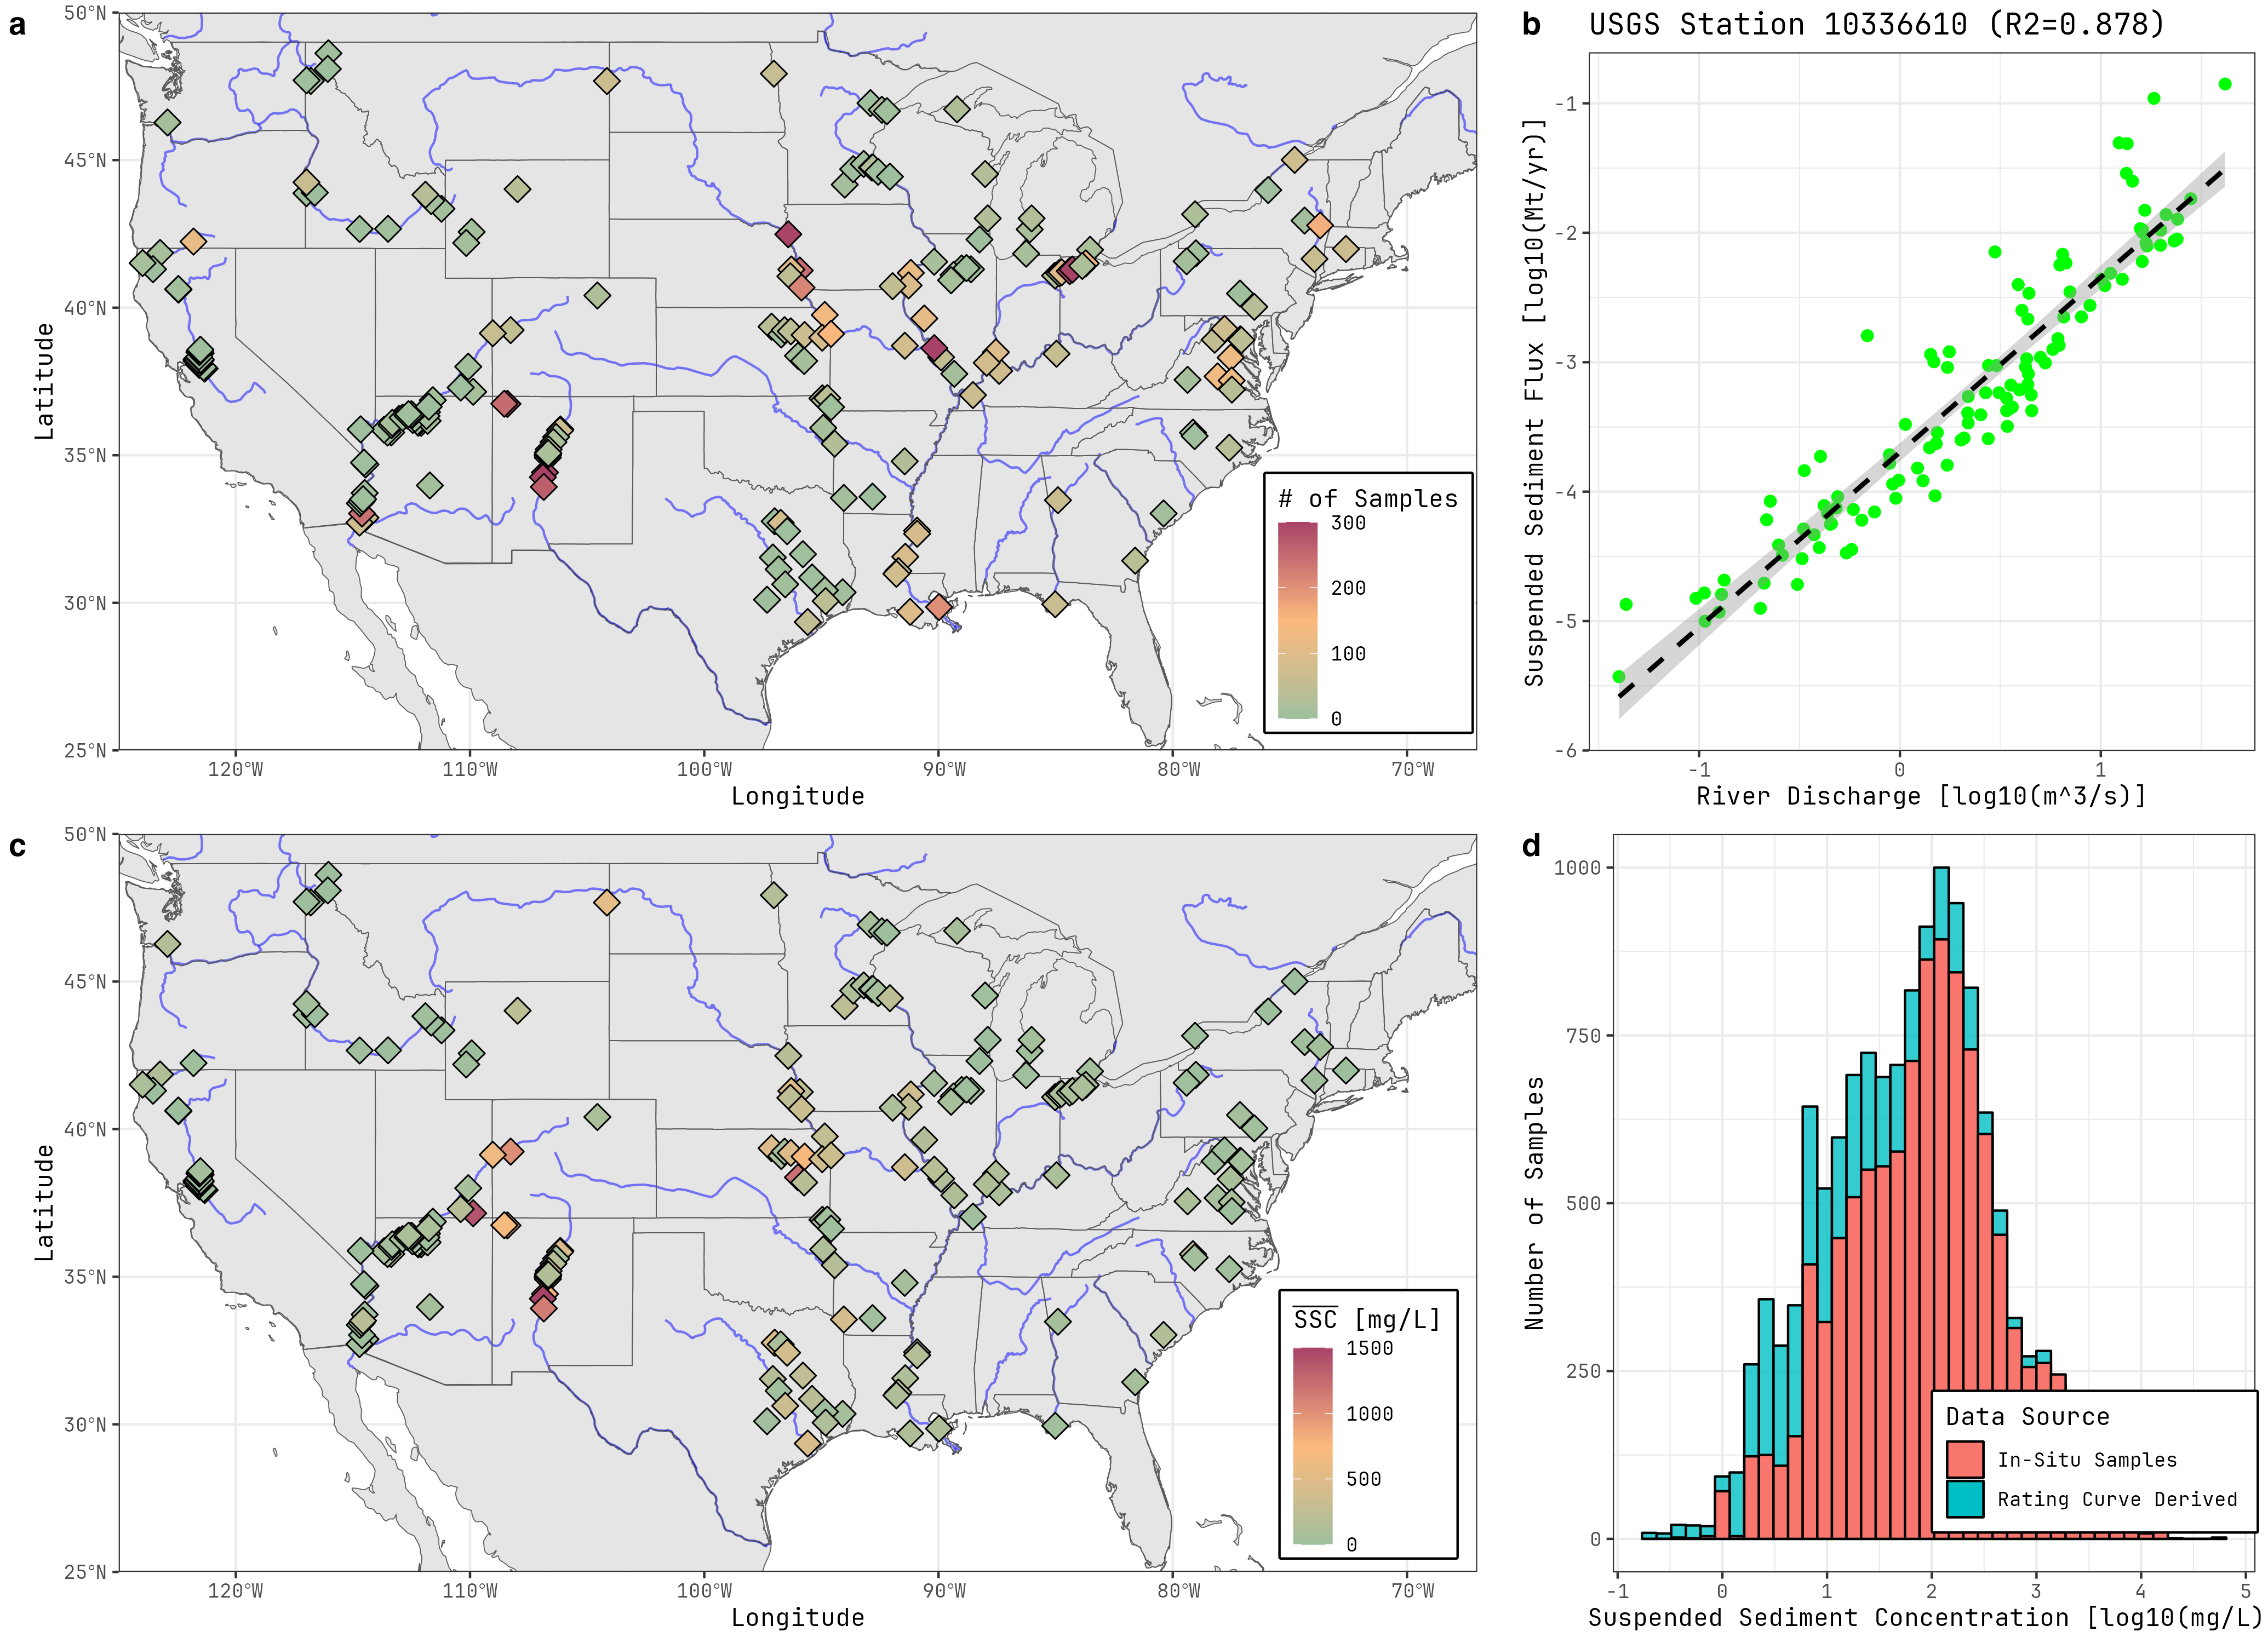 a
50°N
45°N
40°N
35°N
30°N
25°N
Latitude
120°W
110°W
100°W
90°W
80°W
70°W
Longitude
# of Samples
300
200
100
0
b
USGS Station 10336610 (R2=0.878)
Suspended Sediment Flux [log10(Mt/yr)]
-1
-2
-3
-4
-5
-6
-1
0
1
River Discharge [log10(m^3/s)]
c
50°N
45°N
40°N
35°N
30°N
25°N
Latitude
120°W
110°W
100°W
90°W
80°W
70°W
Longitude
SSC [mg/L]
1500
1000
500
0
d
Number of Samples
1000
750
500
250
0
Data Source
In-Situ Samples
Rating Curve Derived
-1
0
1
2
3
4
5
Suspended Sediment Concentration [log10(mg/L)